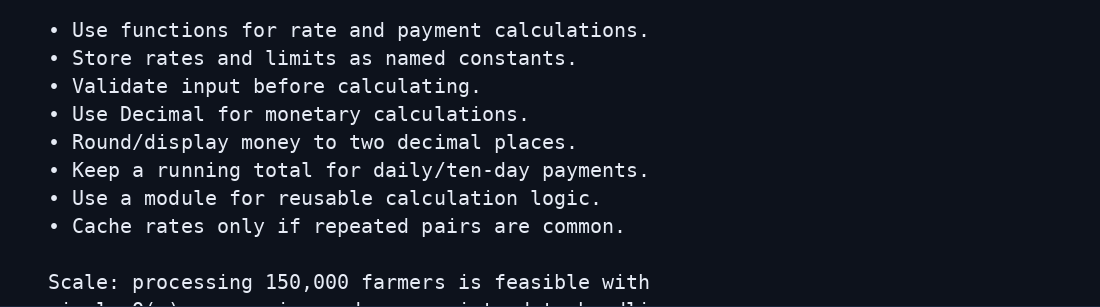 • Use functions for rate and payment calculations.
• Store rates and limits as named constants.
• Validate input before calculating.
• Use Decimal for monetary calculations.
• Round/display money to two decimal places.
• Keep a running total for daily/ten-day payments.
• Use a module for reusable calculation logic.
• Cache rates only if repeated pairs are common.
Scale: processing 150,000 farmers is feasible with